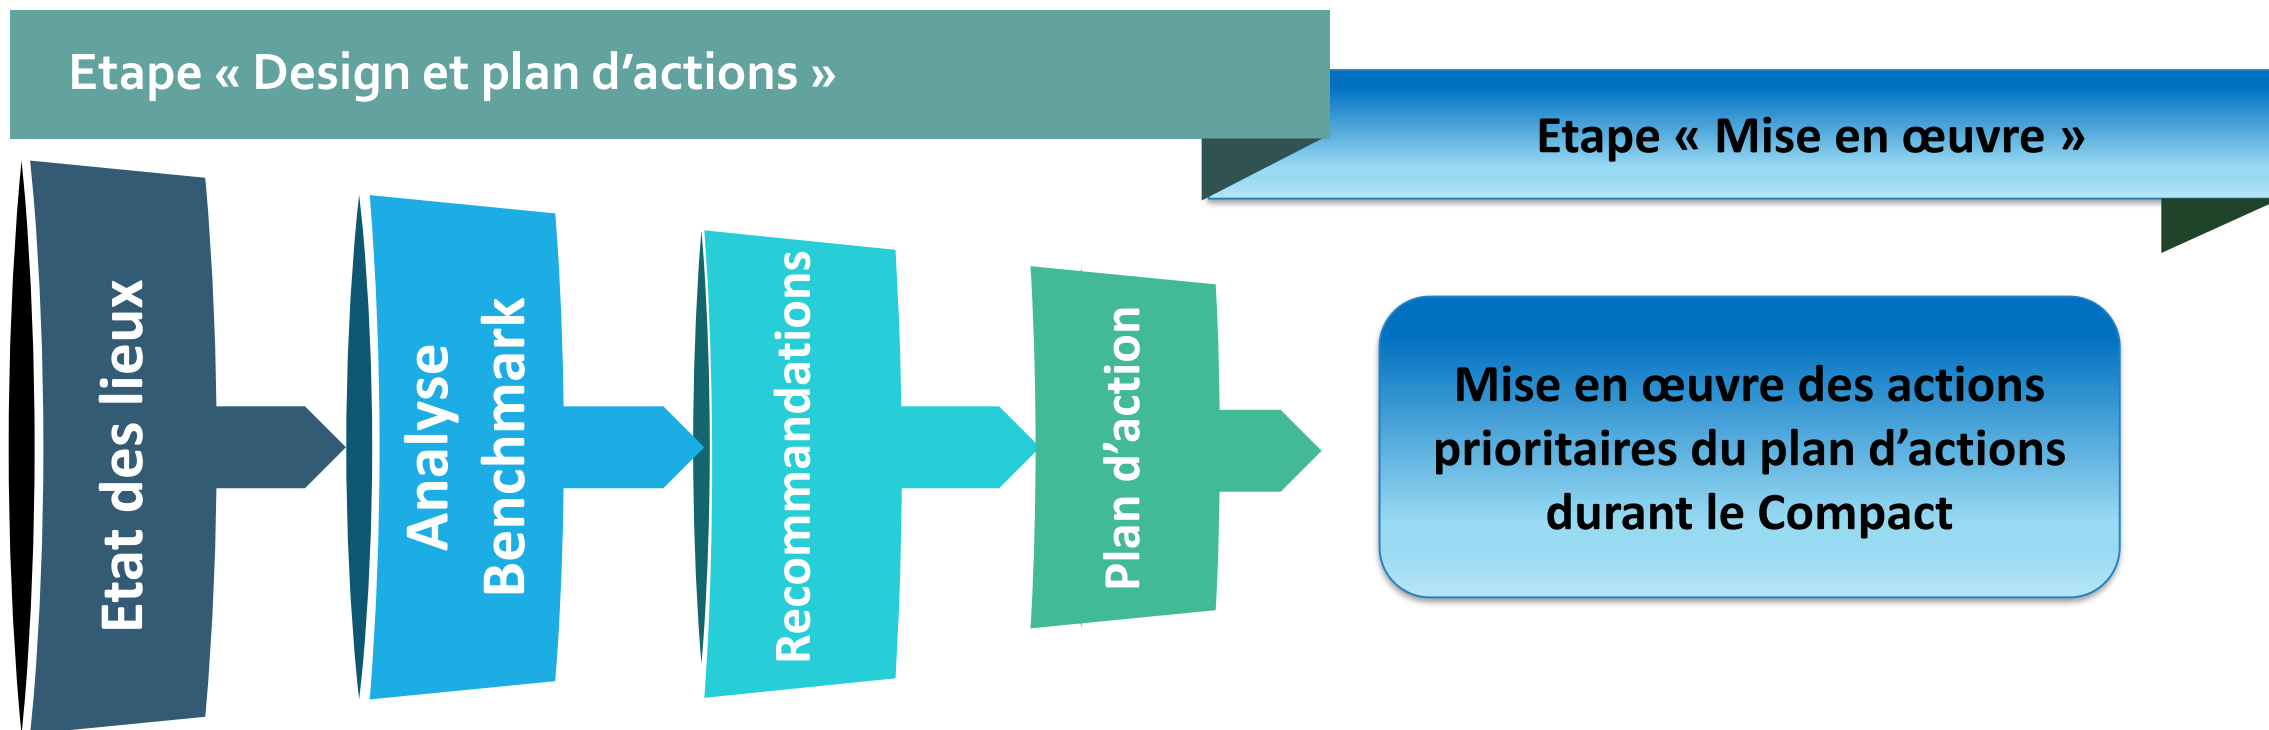 Etape « Design et plan d’actions »
Etape « Mise en œuvre »
Etat des lieux
Analyse
Benchmark
Recommandations
Plan d’action
Mise en œuvre des actions
prioritaires du plan d’actions
durant le Compact